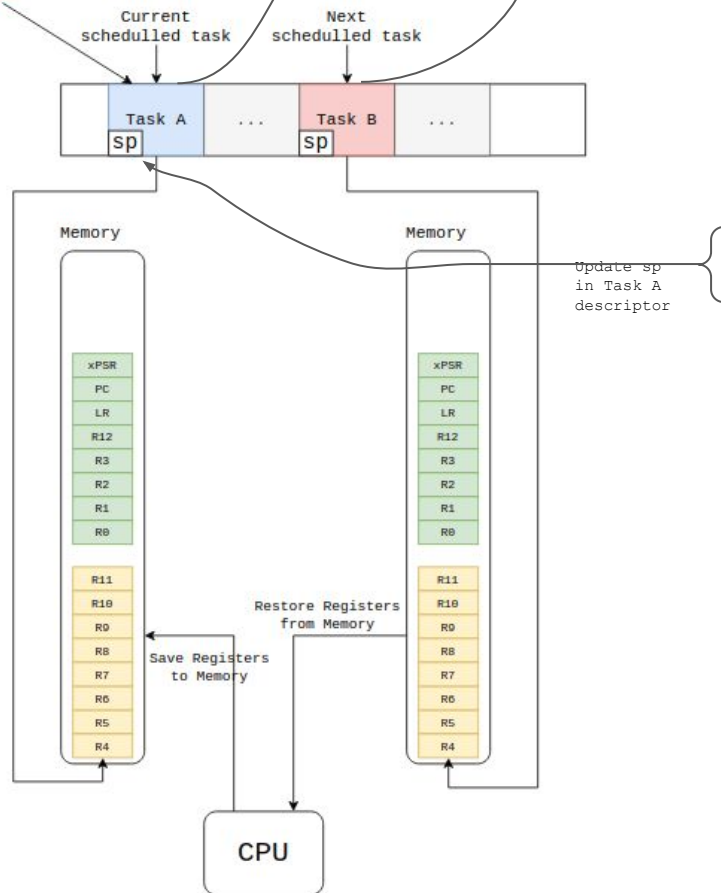 Current
schedulled task
Next
schedulled task
Task A
sp
...
Task B
sp
...
Memory
Memory
Update sp
in Task A
descriptor
xPSR
PC
LR
R12
R3
R2
R1
R0
R11
R10
R9
R8
R7
R6
R5
R4
xPSR
PC
LR
R12
R3
R2
R1
R0
R11
R10
R9
R8
R7
R6
R5
R4
Restore Registers
from Memory
Save Registers
to Memory
CPU